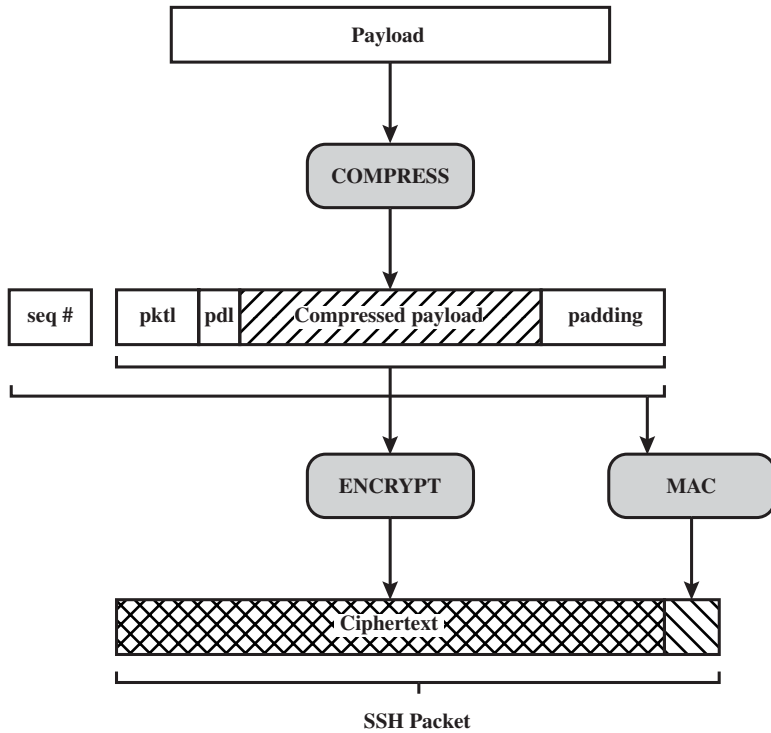 Payload
COMPRESS
seq # pktl pdl Compressed payload padding
ENCRYPT MAC
Ciphertext
SSH Packet